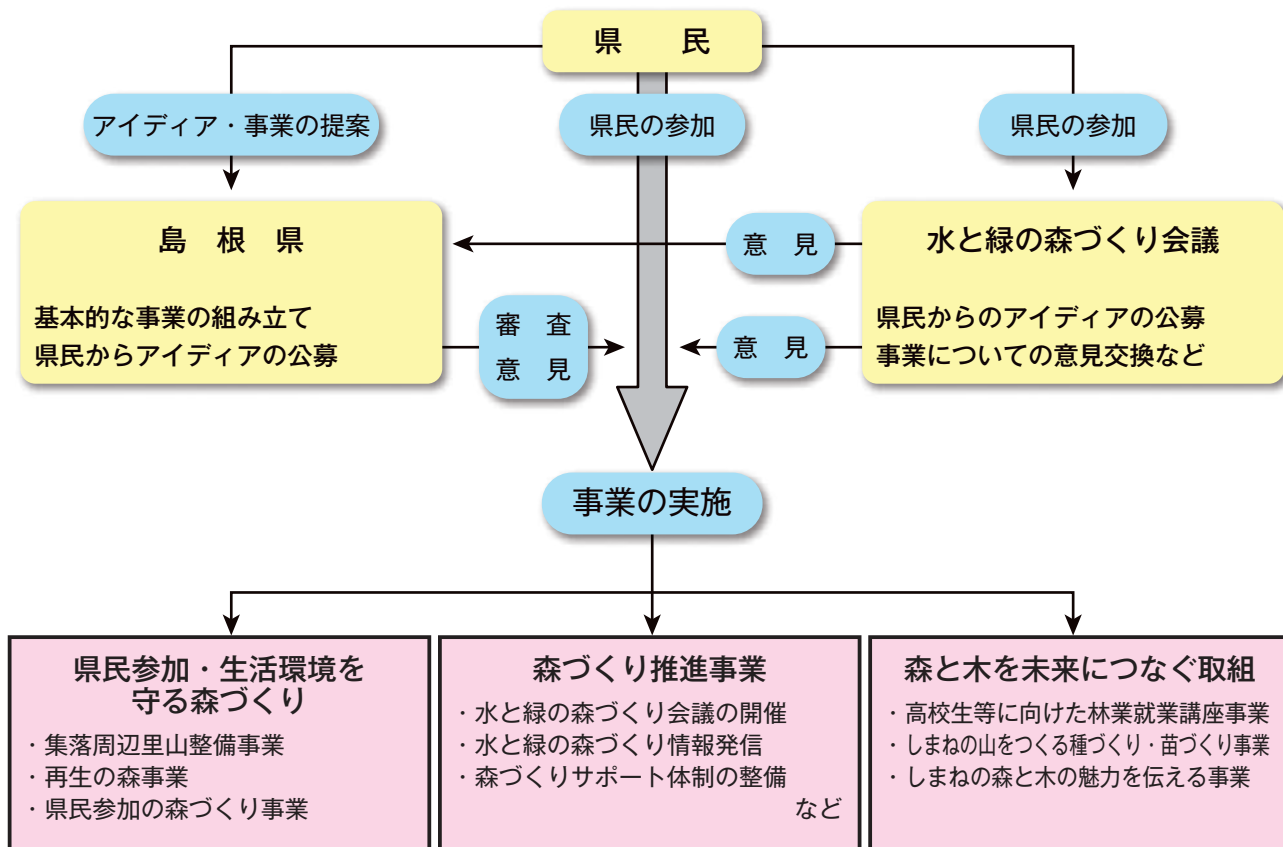 県　民
アイディア・事業の提案
県民の参加
県民の参加
島　根　県
基本的な事業の組み立て
県民からアイディアの公募
意　見
水と緑の森づくり会議
県民からのアイディアの公募
事業についての意見交換など
審　査
意　見
意　見
事業の実施
県民参加・生活環境を
守る森づくり
・集落周辺里山整備事業
・再生の森事業
・県民参加の森づくり事業
森づくり推進事業
・水と緑の森づくり会議の開催
・水と緑の森づくり情報発信
・森づくりサポート体制の整備
など
森と木を未来につなぐ取組
・高校生等に向けた林業就業講座事業
・しまねの山をつくる種づくり・苗づくり事業
・しまねの森と木の魅力を伝える事業